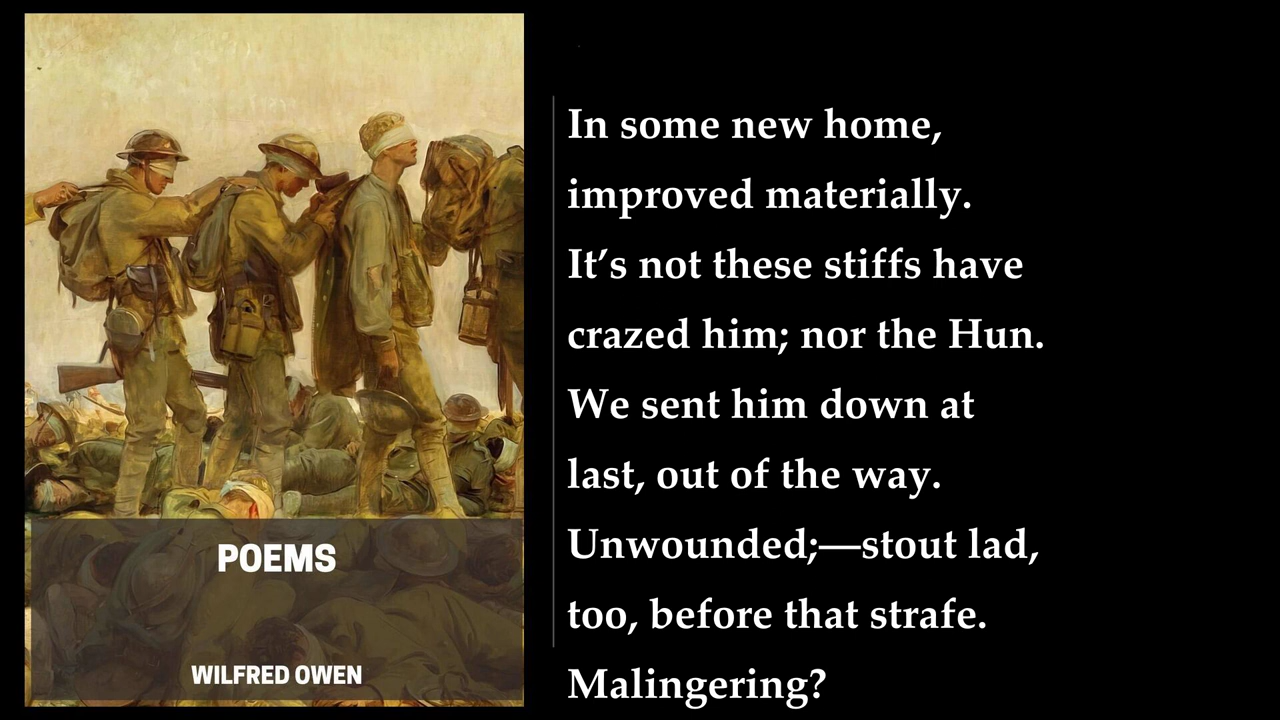 POEMS
WILFRED OWEN
In some new home,
improved materially.
It’s not these stiffs have
crazed him; nor the Hun.
We sent him down at
last, out of the way.
Unwounded;—stout lad,
too, before that strafe.
Malingering?